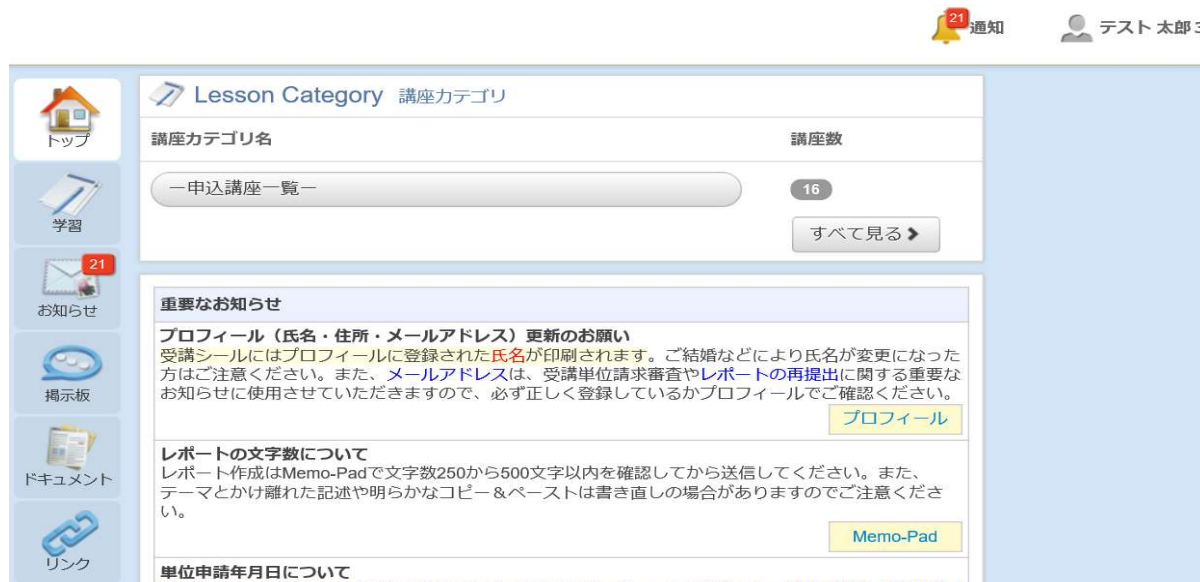 21
通知
テスト 太郎
トップ
学習
21
お知らせ
掲示板
ドキュメント
リンク
Lesson Category 講座カテゴリ
講座カテゴリ名 講座数
ー申込講座一覧ー 16
すべて見る
重要なお知らせ
プロフィール（氏名・住所・メールアドレス）更新のお願い
受講シールにはプロフィールに登録された氏名が印刷されます。ご結婚などにより氏名が変更になった
方はご注意ください。また、メールアドレスは、受講単位請求審査やレポートの再提出に関する重要な
お知らせに使用させていただきますので、必ず正しく登録しているかプロフィールでご確認ください。
プロフィール
レポートの文字数について
レポート作成はMemo-Padで文字数250から500文字以内を確認してから送信してください。また、
テーマとかけ離れた記述や明らかなコピー＆ペーストは書き直しの場合がありますのでご注意くださ
い。
Memo-Pad
単位申請年月日について